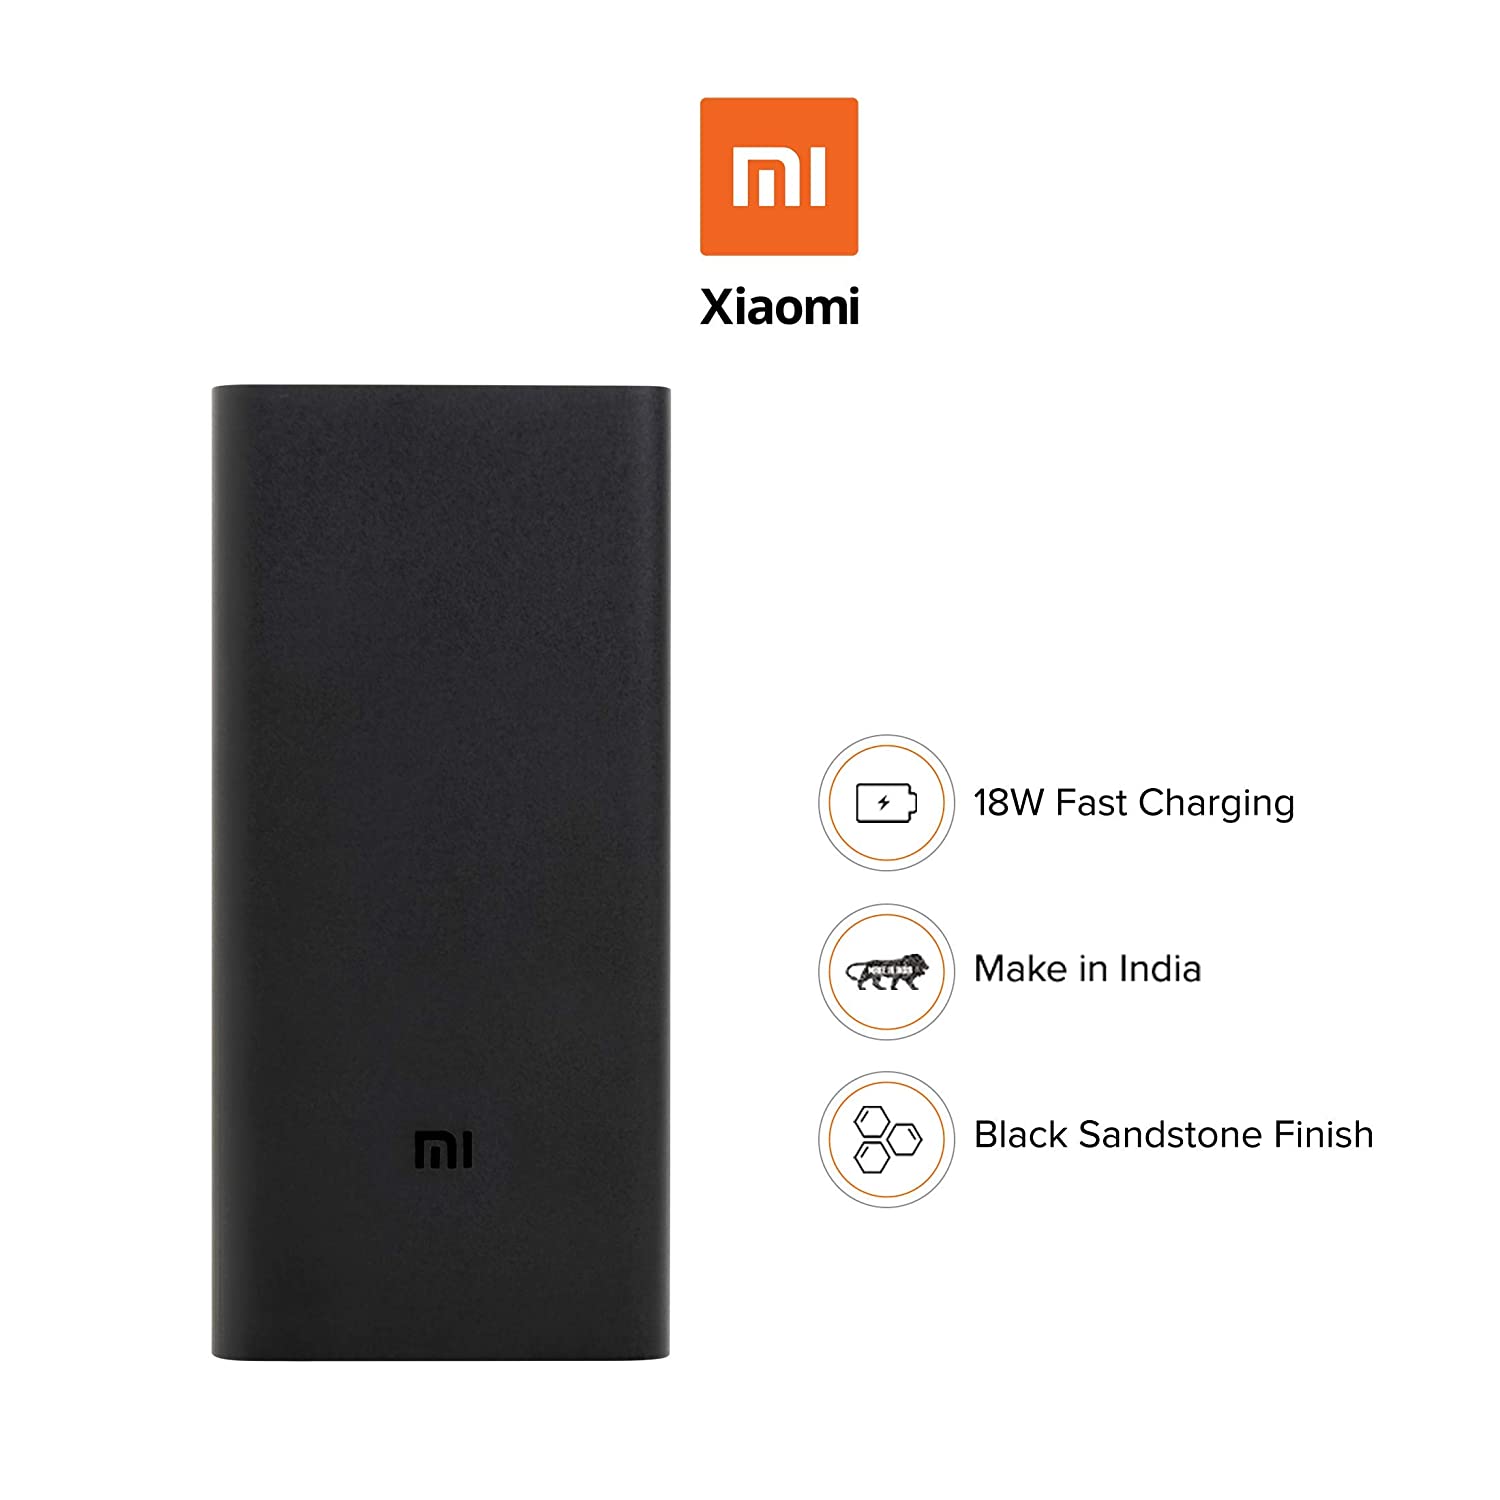 mi
Xiaomi
18W Fast Charging
MAKE IN INDIA
Make in India
Black Sandstone Finish
mi